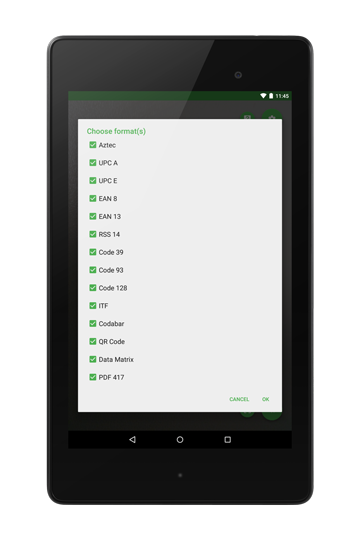 11:45
Choose format(s)
Aztec
UPC A
UPC E
EAN 8
EAN 13
RSS 14
Code 39
Code 93
Code 128
ITF
Codabar
QR Code
Data Matrix
PDF 417
CANCEL OK